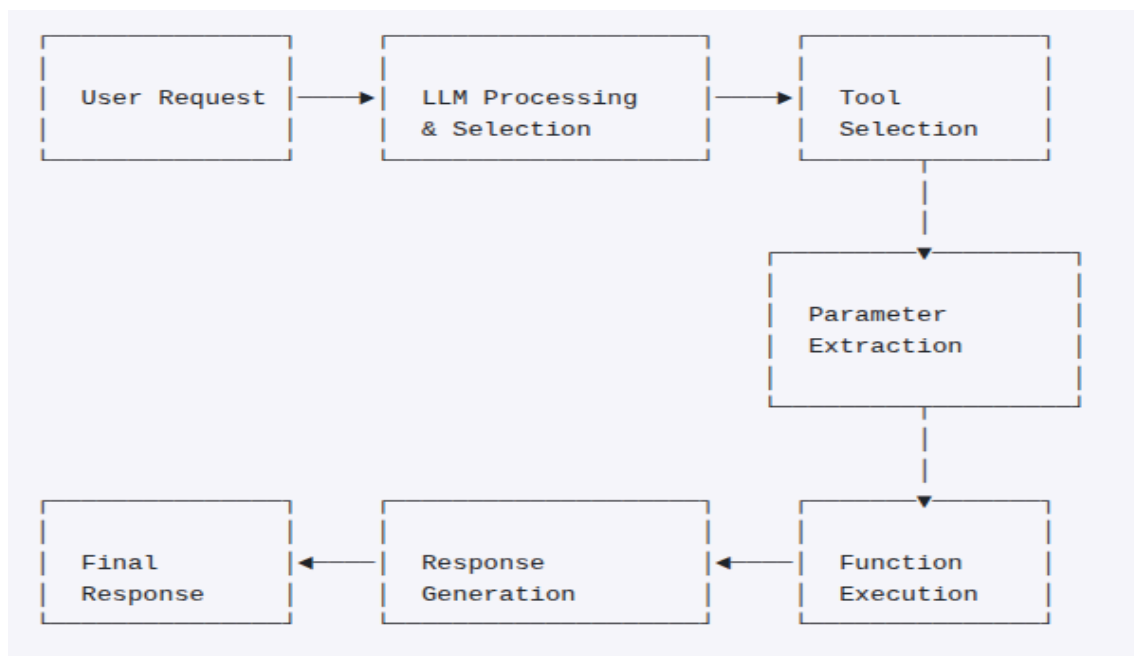 User Request
LLM Processing
& Selection
Tool
Selection
Parameter
Extraction
Function
Execution
Response
Generation
Final
Response